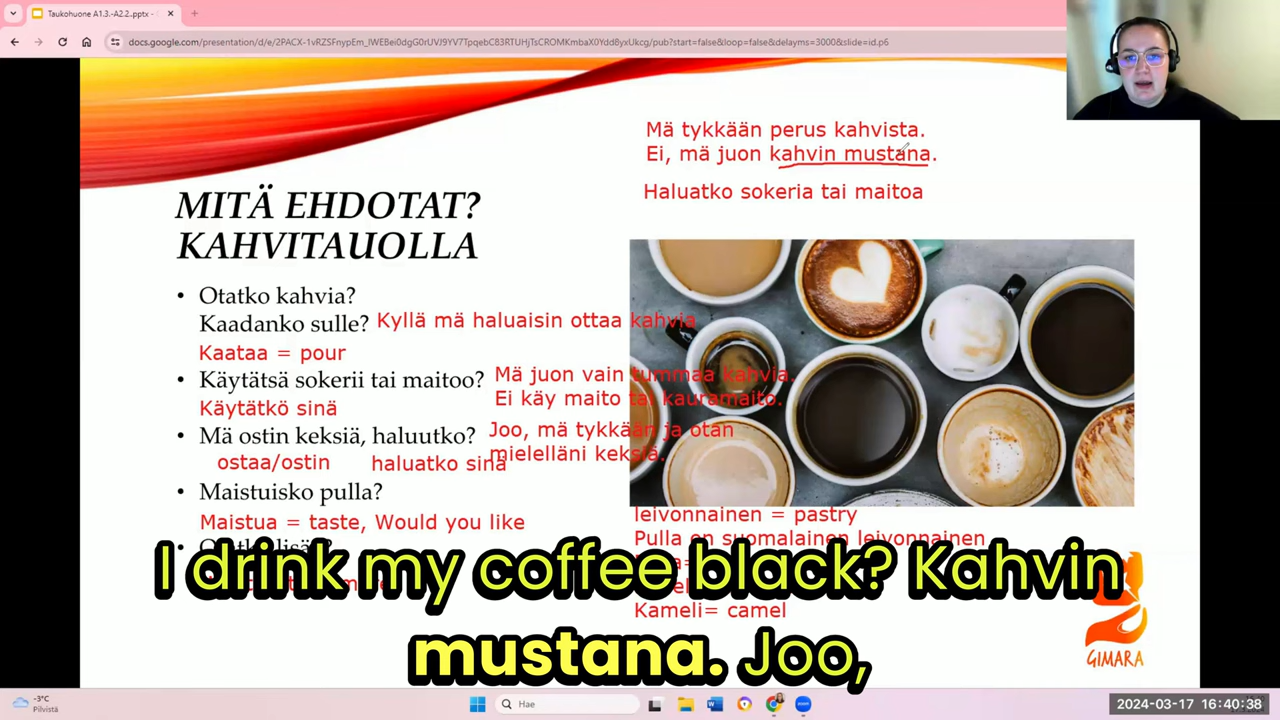 Taukohuone A1.3.-A2.2..pptx -
docs.google.com/presentation/d/e/2PACX-1vRZSFnypEm_lWEBei0dgG0rUVJ9YV7TpqebC83RTUHjTsCROMKmbaX0Ydd8yxUkcg/pub?start=false&loop=false&delayms=3000&slide=id.p6
Mä tykkään perus kahvista.
Ei, mä juon kahvin mustana.
Haluatko sokeria tai maitoa
MITÄ EHDOTAT?
KAHVITAUOLLA
• Otatko kahvia?
Kaadanko sulle? Kyllä mä haluaisin ottaa kahvia
Kaataa = pour
• Käytätsä sokerii tai maitoo? Mä juon vain tummaa kahvia.
Ei käy maito tai kauramaito.
Käytätkö sinä
• Mä ostin keksiä, haluutko? Joo, mä tykkään ja otan
mielelläni keksiä.
ostaa/ostin haluatko sinä
• Maistuisko pulla?
Maistua = taste, Would you like
leivonnainen = pastry
Pulla on suomalainen leivonnainen
Kameli= camel
I drink my coffee black? Kahvin
mustana. Joo,
GIMARA
-3°C
Pilvistä
Hae
2024-03-17 16:40:38